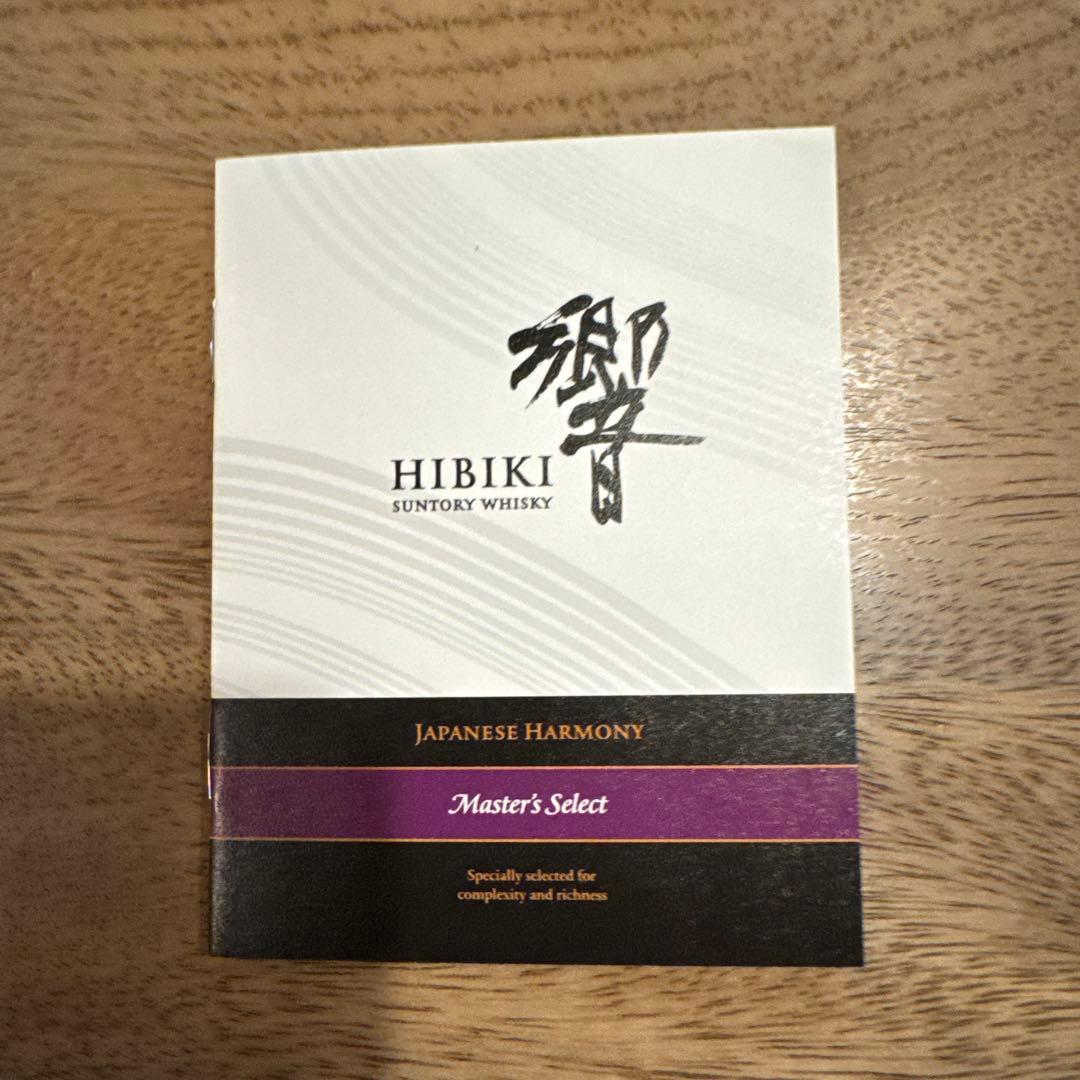 響
HIBIKI
SUNTORY WHISKY
JAPANESE HARMONY
Master's Select
Specially selected for
complexity and richness